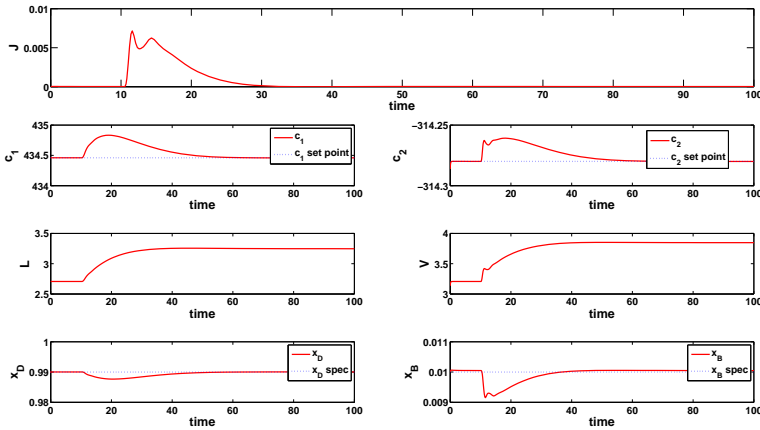 0.01
0.005
0
J
0 10 20 30 40 50 60 70 80 90 100
time
435
434.5
434
c1
c1
c1 set point
0 20 40 60 80 100
time
−314.25
−314.3
c2
c2
c2 set point
0 20 40 60 80 100
time
3.5
3
2.5
L
0 20 40 60 80 100
time
4
3.5
3
V
0 20 40 60 80 100
time
1
0.99
0.98
xD
xD
xD spec
0 20 40 60 80 100
time
0.011
0.01
0.009
xB
xB
xB spec
0 20 40 60 80 100
time